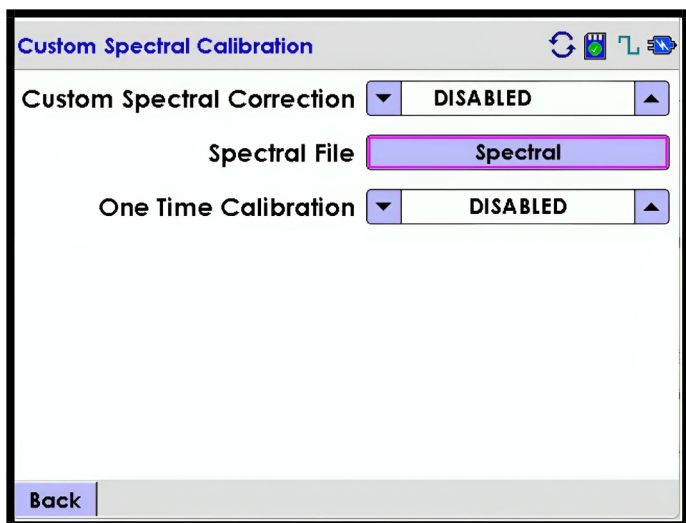 Custom Spectral Calibration
Custom Spectral Correction DISABLED
Spectral File Spectral
One Time Calibration DISABLED
Back